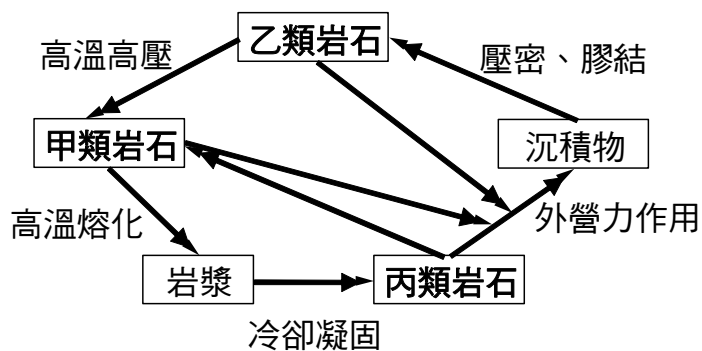 乙類岩石
高溫高壓
壓密、膠結
甲類岩石
沉積物
高溫熔化
外營力作用
岩漿
丙類岩石
冷卻凝固